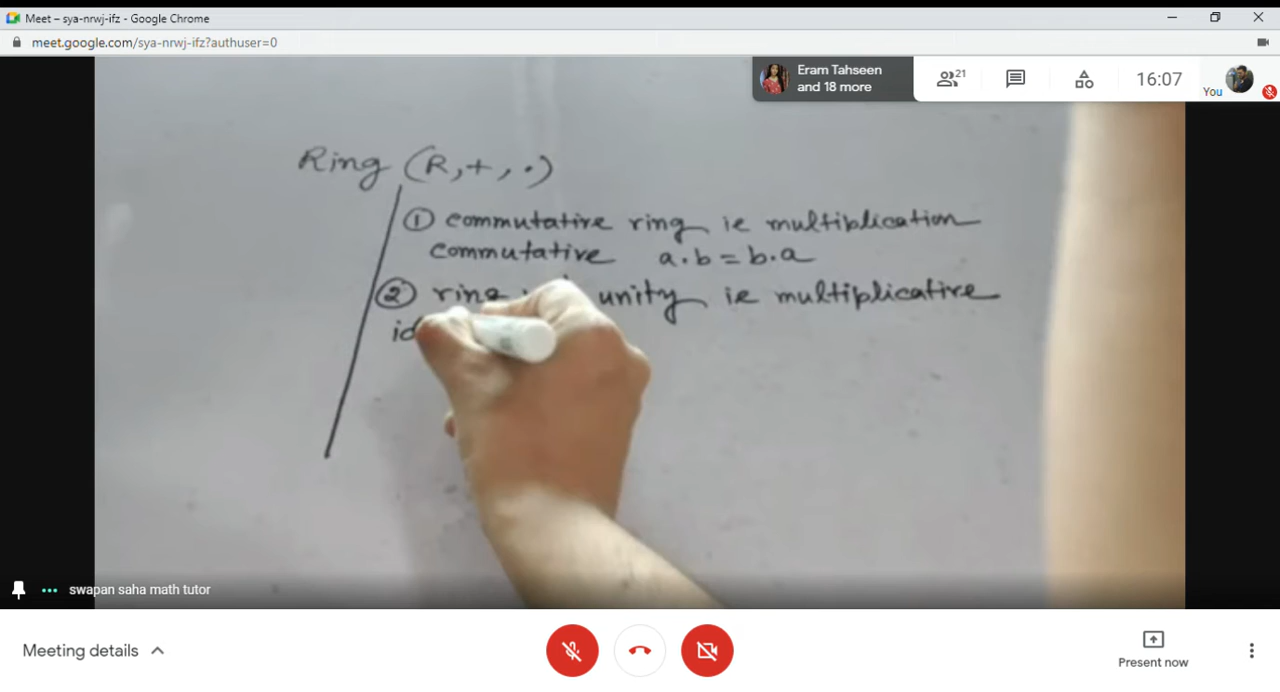 Meet – sya-nrwj-ifz - Google Chrome
meet.google.com/sya-nrwj-ifz?authuser=0
Eram Tahseen
and 18 more
21
16:07
You
Ring (R,+,·)
① commutative ring ie multiplication
commutative a.b=b.a
② ring unity ie multiplicative
id
swapan saha math tutor
Meeting details
Present now